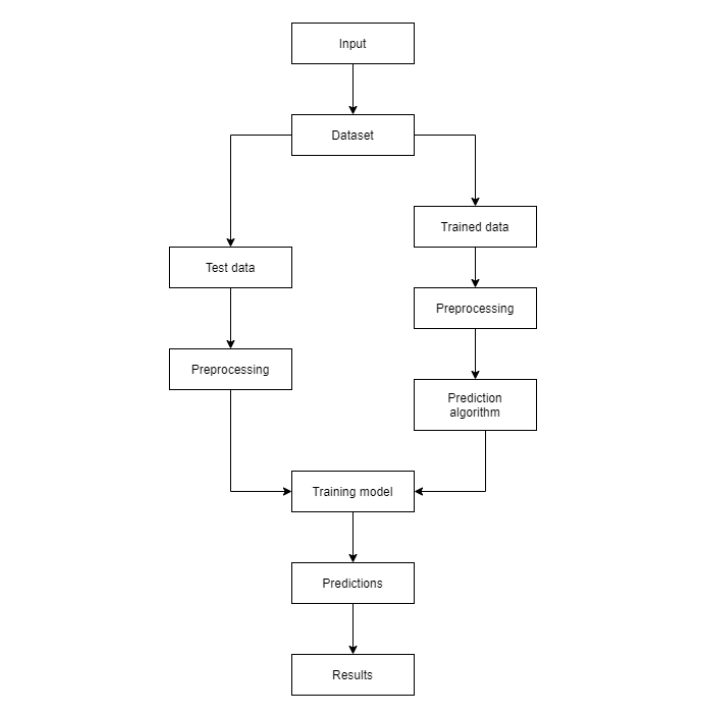 Input
Dataset
Trained data
Test data
Preprocessing
Preprocessing
Prediction
algorithm
Training model
Predictions
Results